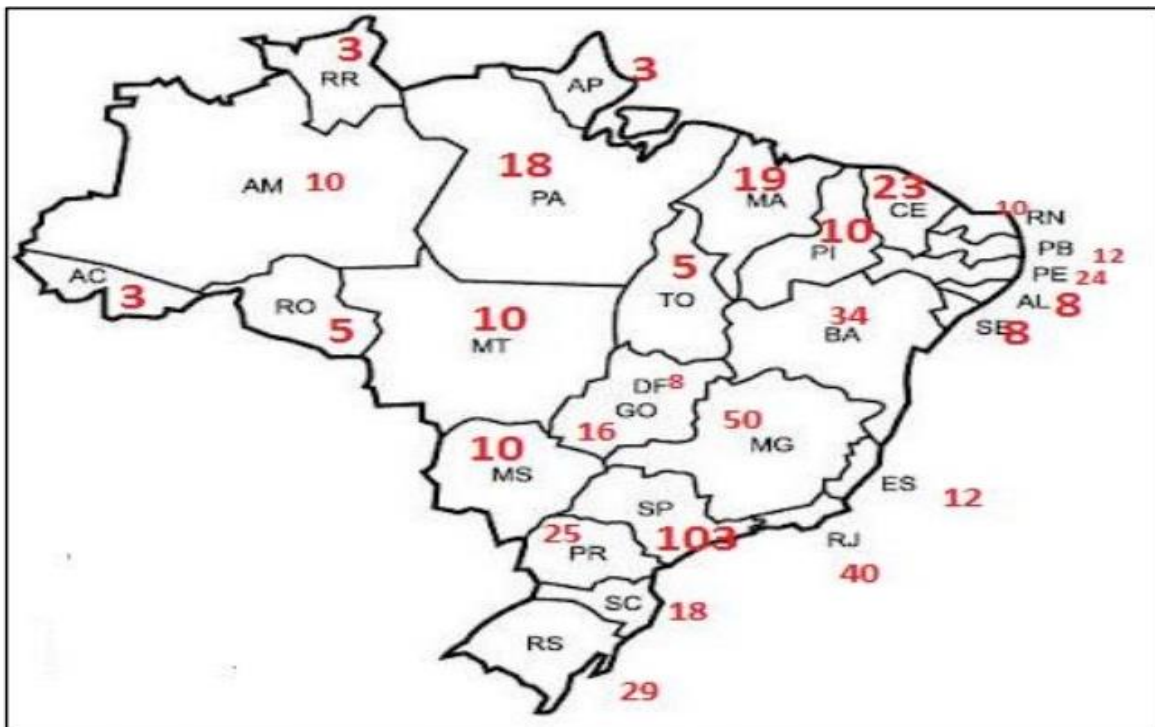 3
RR
AP 3
AM 10
18
PA
19
MA
23
CE
10 RN
10
PI
PB 12
PE 24
AL 8
SE 8
AC
3
RO
5
10
MT
5
TO
34
BA
DF 8
GO
16
50
MG
10
MS
ES 12
SP
103
RJ
40
25
PR
SC 18
RS
29